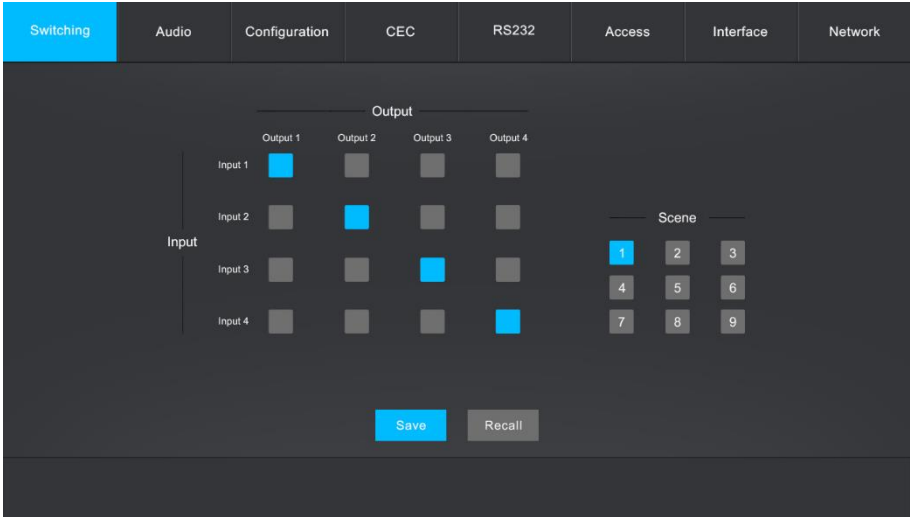 Switching Audio Configuration CEC RS232 Access Interface Network
Output
Output 1 Output 2 Output 3 Output 4
Input 1
Input 2
Input
Input 3
Input 4
Scene
1 2 3
4 5 6
7 8 9
Save Recall